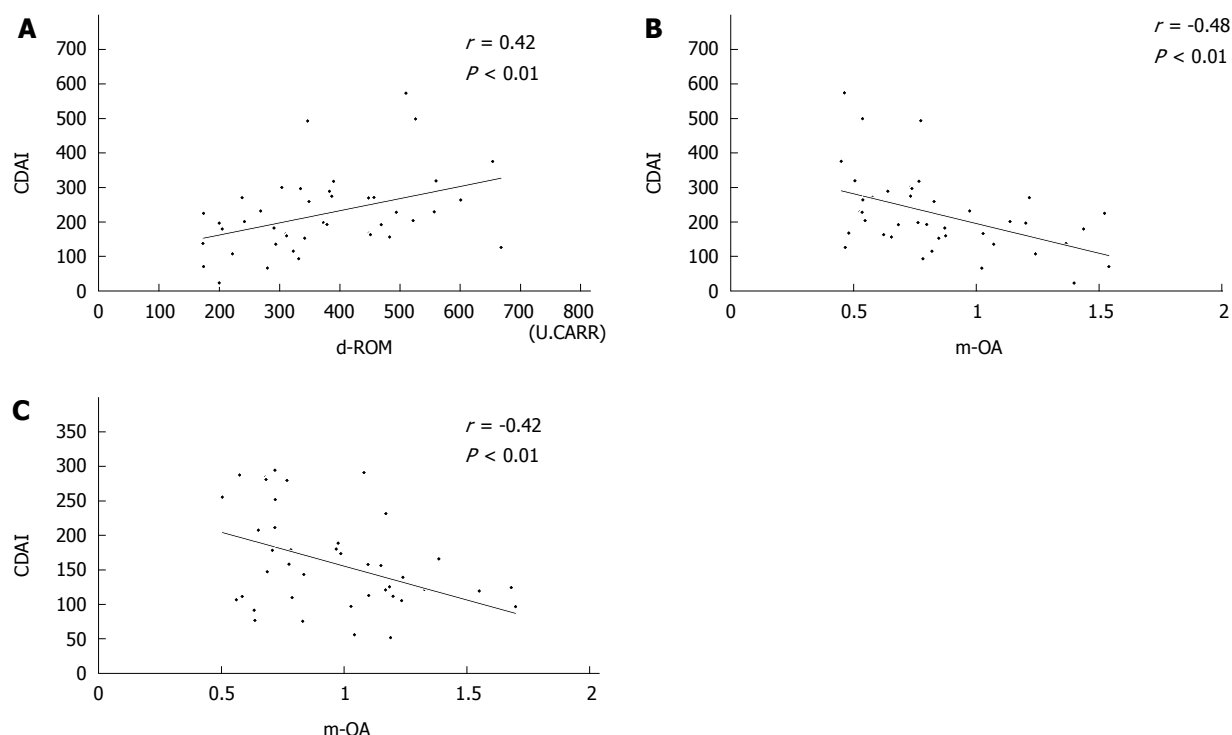 A
r = 0.42
P < 0.01
700
600
500
400
300
200
100
0
CDAI
0 100 200 300 400 500 600 700 800
(U.CARR)
d-ROM
B
r = -0.48
P < 0.01
700
600
500
400
300
200
100
0
CDAI
0 0.5 1 1.5 2
m-OA
C
r = -0.42
P < 0.01
350
300
250
200
150
100
50
0
CDAI
0 0.5 1 1.5 2
m-OA